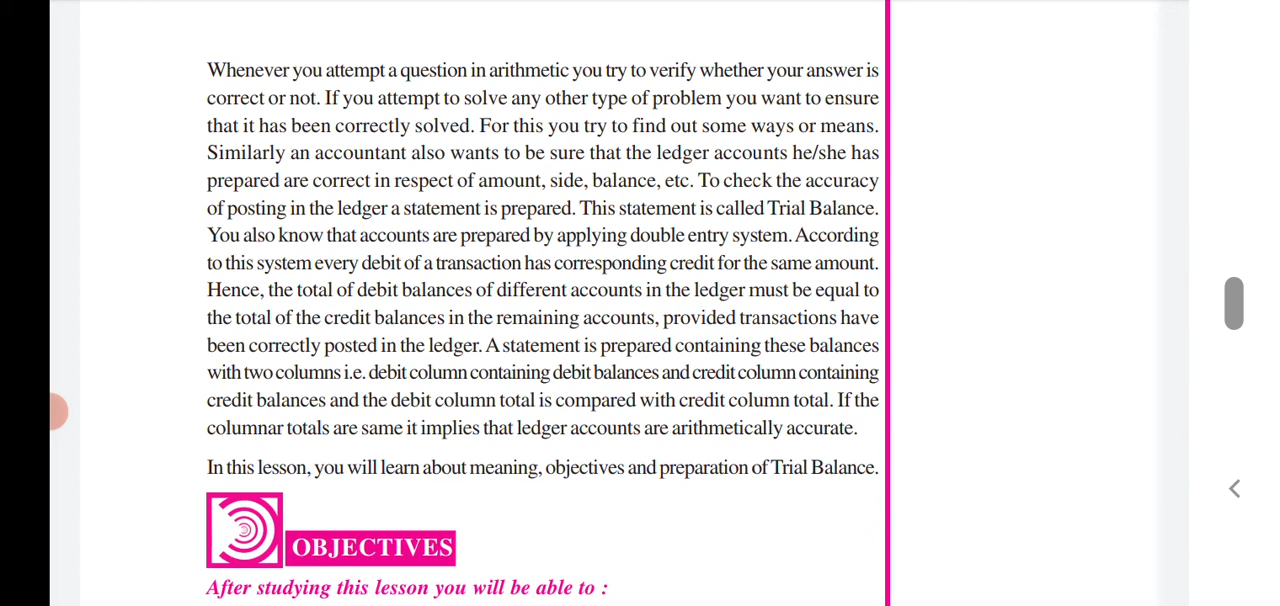 Whenever you attempt a question in arithmetic you try to verify whether your answer is
correct or not. If you attempt to solve any other type of problem you want to ensure
that it has been correctly solved. For this you try to find out some ways or means.
Similarly an accountant also wants to be sure that the ledger accounts he/she has
prepared are correct in respect of amount, side, balance, etc. To check the accuracy
of posting in the ledger a statement is prepared. This statement is called Trial Balance.
You also know that accounts are prepared by applying double entry system. According
to this system every debit of a transaction has corresponding credit for the same amount.
Hence, the total of debit balances of different accounts in the ledger must be equal to
the total of the credit balances in the remaining accounts, provided transactions have
been correctly posted in the ledger. A statement is prepared containing these balances
with two columns i.e. debit column containing debit balances and credit column containing
credit balances and the debit column total is compared with credit column total. If the
columnar totals are same it implies that ledger accounts are arithmetically accurate.
In this lesson, you will learn about meaning, objectives and preparation of Trial Balance.
OBJECTIVES
After studying this lesson you will be able to :